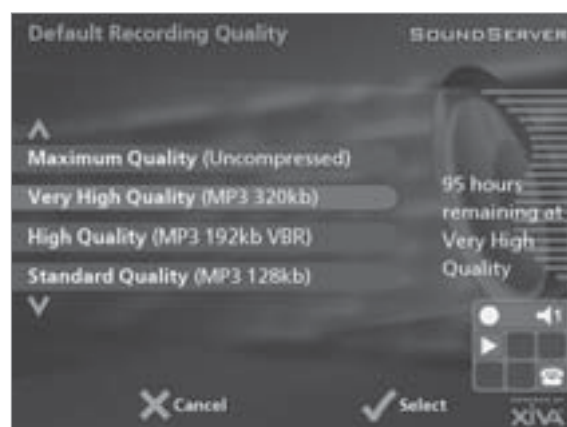 Default Recording Quality
SOUNDSERVER
Maximum Quality (Uncompressed)
Very High Quality (MP3 320kb)
High Quality (MP3 192kb VBR)
Standard Quality (MP3 128kb)
95 hours
remaining at
Very High
Quality
1
Cancel
Select
XiVA